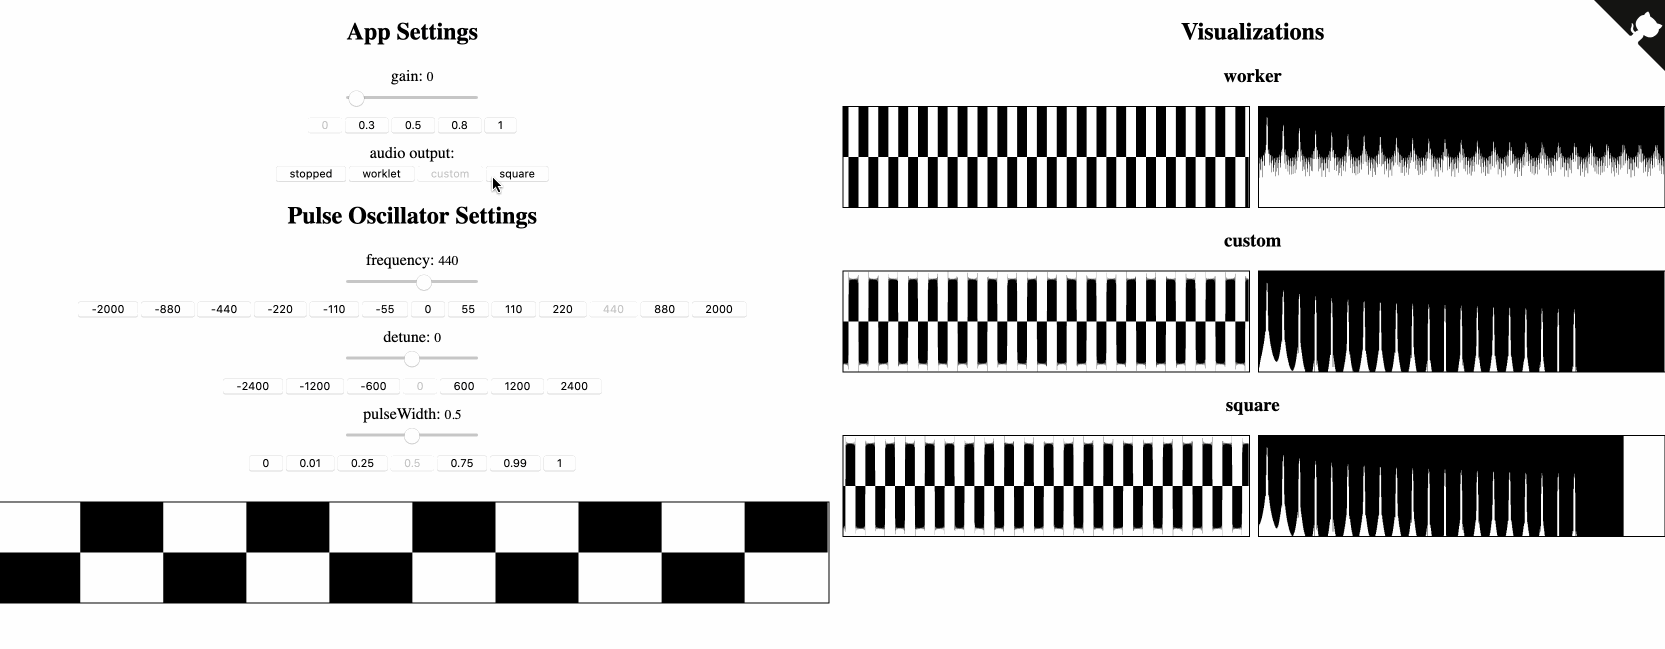 App Settings
gain: 0
0 0.3 0.5 0.8 1
audio output:
stopped worklet custom square
Pulse Oscillator Settings
frequency: 440
-2000 -880 -440 -220 -110 -55 0 55 110 220 440 880 2000
detune: 0
-2400 -1200 -600 0 600 1200 2400
pulseWidth: 0.5
0 0.01 0.25 0.5 0.75 0.99 1
Visualizations
worker
custom
square